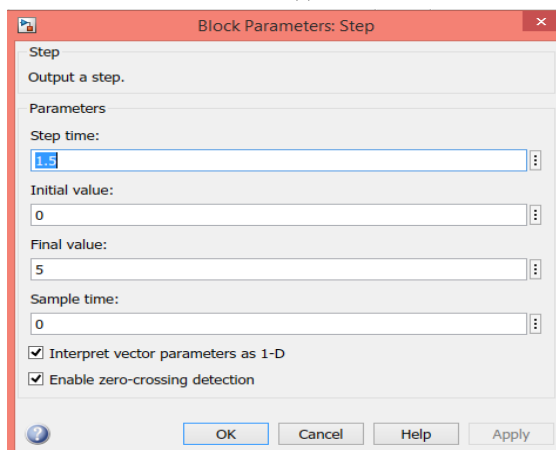 Block Parameters: Step
Step
Output a step.
Parameters
Step time:
1.5
Initial value:
0
Final value:
5
Sample time:
0
Interpret vector parameters as 1-D
Enable zero-crossing detection
OK Cancel Help Apply